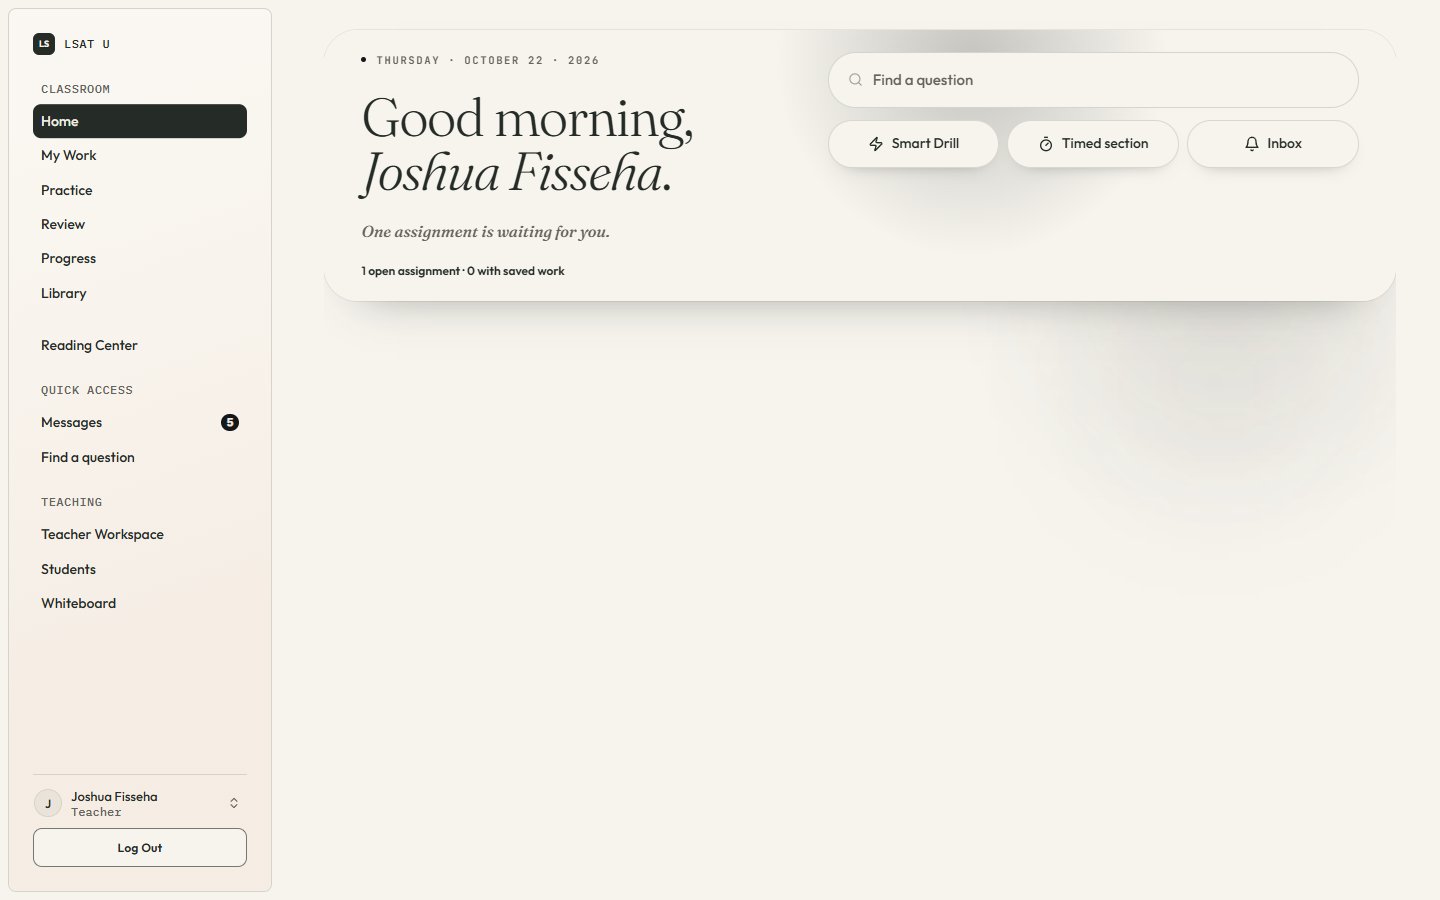 LS LSAT U
CLASSROOM
Home
My Work
Practice
Review
Progress
Library
Reading Center
QUICK ACCESS
Messages 5
Find a question
TEACHING
Teacher Workspace
Students
Whiteboard
J Joshua Fisseha
Teacher
Log Out
THURSDAY · OCTOBER 22 · 2026
Good morning,
Joshua Fisseha.
One assignment is waiting for you.
1 open assignment · 0 with saved work
Find a question
Smart Drill Timed section Inbox